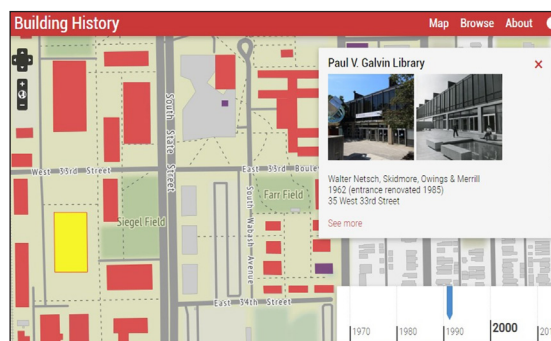 Building History
Map Browse About
Paul V. Galvin Library
Walter Netsch, Skidmore, Owings & Merrill
1962 (entrance renovated 1985)
35 West 33rd Street
See more
South State Street
West 33rd Street
East 33rd Boule
South Wabash Avenue
Siegel Field
Farr Field
East 34th Street
1970 1980 1990 2000 201